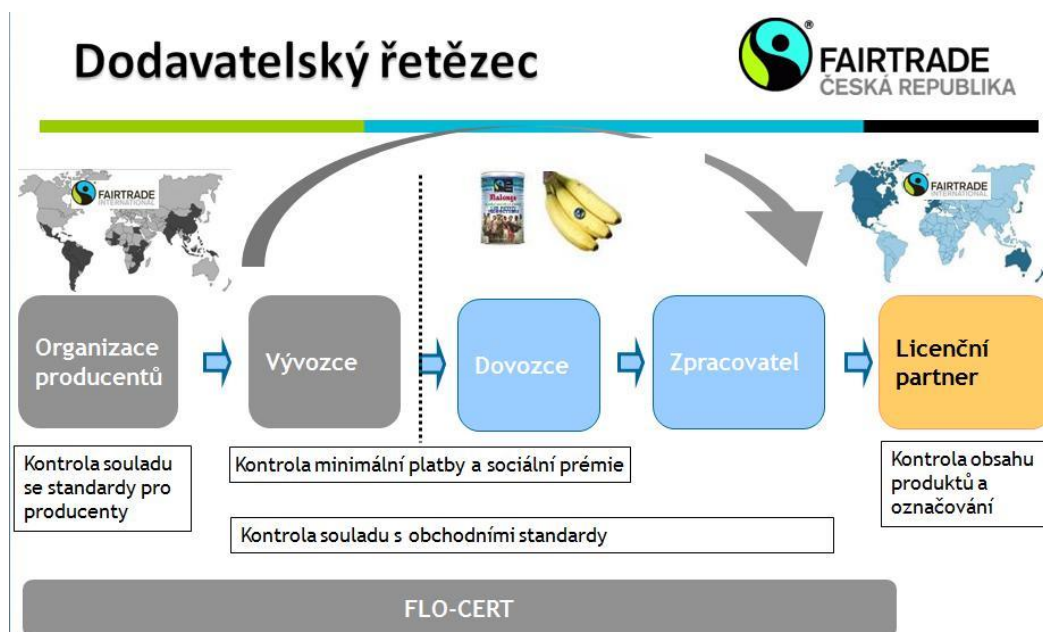 Dodavatelský řetězec
FAIRTRADE
ČESKÁ REPUBLIKA
FAIRTRADE
INTERNATIONAL
Malongo
FAIRTRADE
INTERNATIONAL
Organizace
producentů
Vývozce
Dovozce
Zpracovatel
Licenční
partner
Kontrola souladu
se standardy pro
producenty
Kontrola minimální platby a sociální prémie
Kontrola obsahu
produktů a
označování
Kontrola souladu s obchodními standardy
FLO-CERT